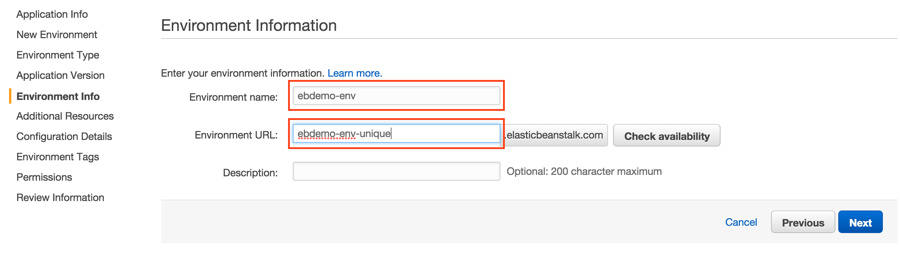 Application Info
New Environment
Environment Type
Application Version
Environment Info
Additional Resources
Configuration Details
Environment Tags
Permissions
Review Information
Environment Information
Enter your environment information. Learn more.
Environment name: ebdemo-env
Environment URL: ebdemo-env-unique .elasticbeanstalk.com Check availability
Description: Optional: 200 character maximum
Cancel Previous Next